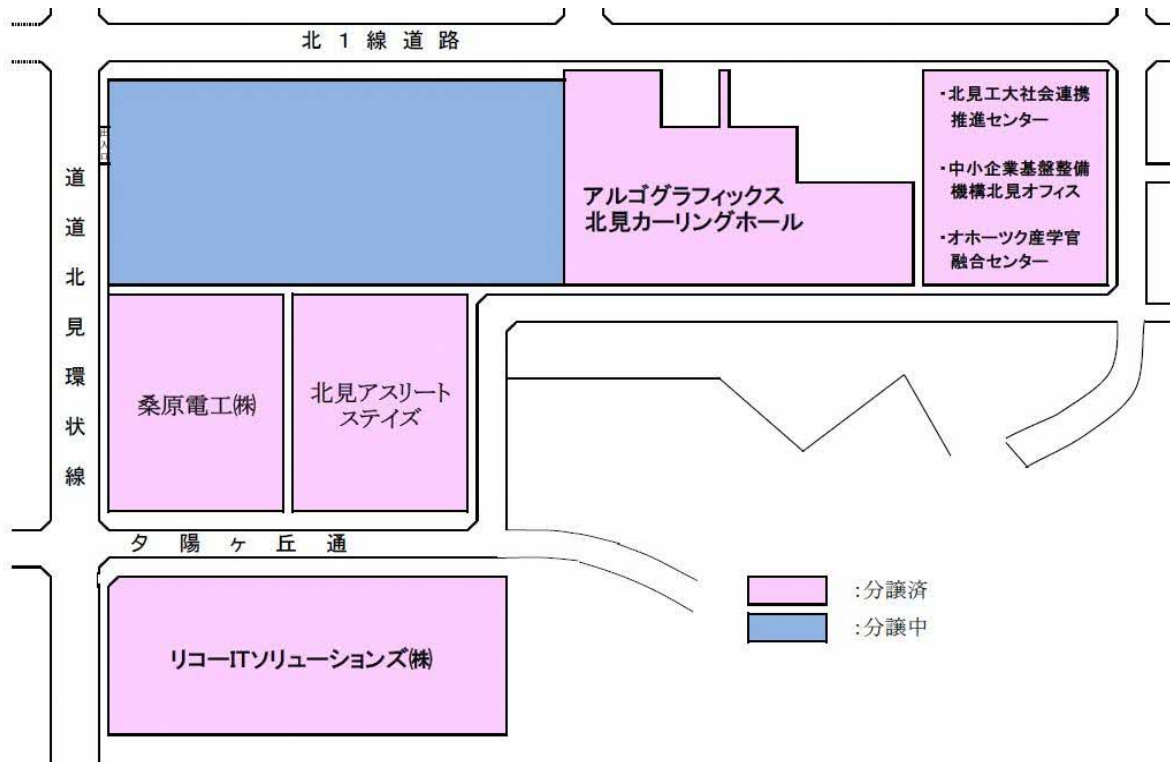 北１線道路
・北見工大社会連携
推進センター
・中小企業基盤整備
機構北見オフィス
・オホーツク産学官
融合センター
出入口
アルゴグラフィックス
北見カーリングホール
道道北見環状線
桑原電工㈱
北見アスリート
ステイズ
夕陽ヶ丘通
:分譲済
:分譲中
リコーITソリューションズ㈱